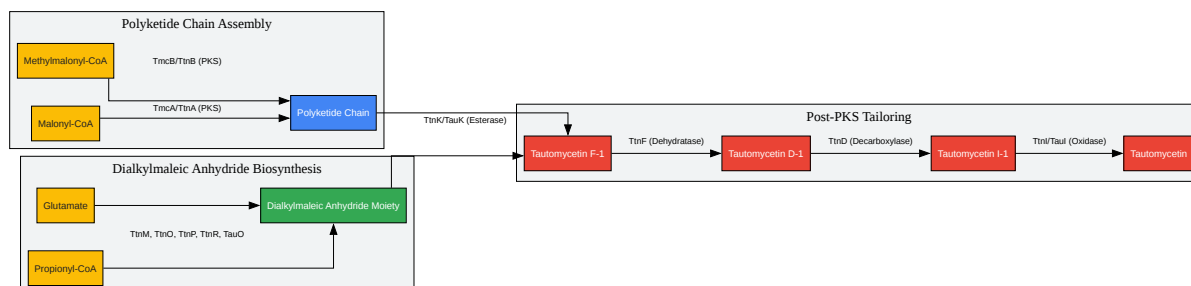 Polyketide Chain Assembly
Methylmalonyl-CoA
TmcB/TtnB (PKS)
TmcA/TtnA (PKS)
Malonyl-CoA
Polyketide Chain
TtnK/TauK (Esterase)
Dialkylmaleic Anhydride Biosynthesis
Glutamate
Dialkylmaleic Anhydride Moiety
TtnM, TtnO, TtnP, TtnR, TauO
Propionyl-CoA
Post-PKS Tailoring
Tautomycetin F-1
TtnF (Dehydratase)
Tautomycetin D-1
TtnD (Decarboxylase)
Tautomycetin I-1
TtnI/TauI (Oxidase)
Tautomycetin